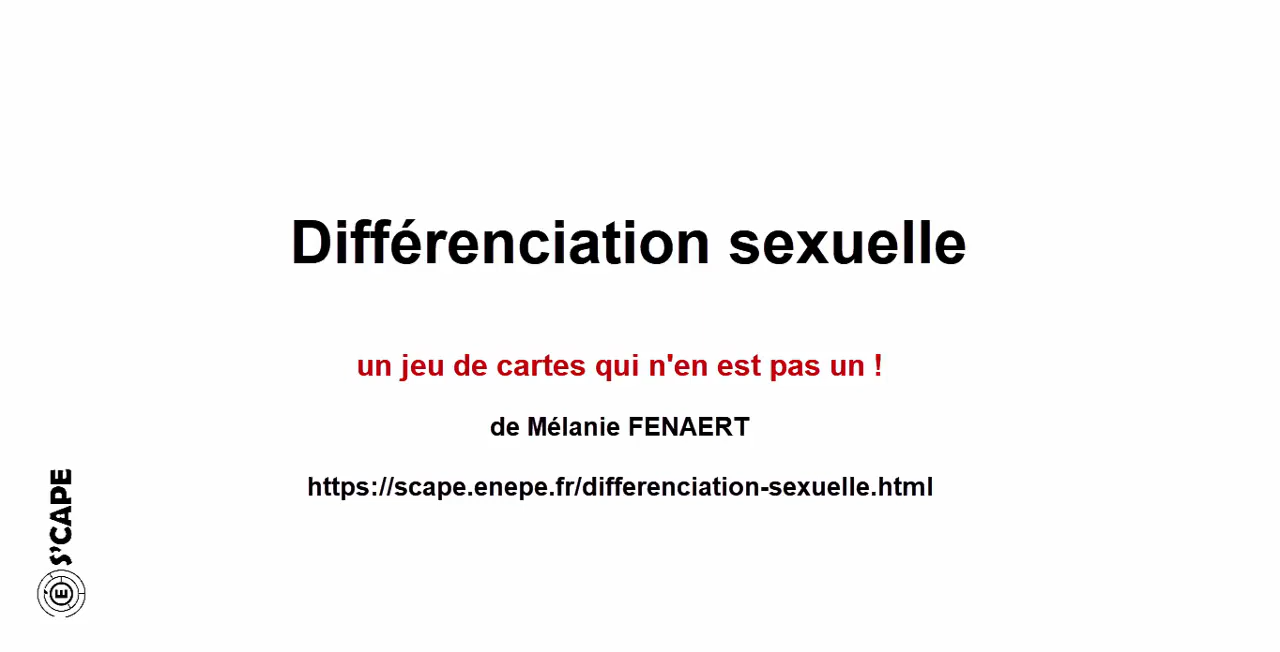 Différenciation sexuelle
un jeu de cartes qui n'en est pas un !
de Mélanie FENAERT
https://scape.enepe.fr/differenciation-sexuelle.html
S'CAPE
É